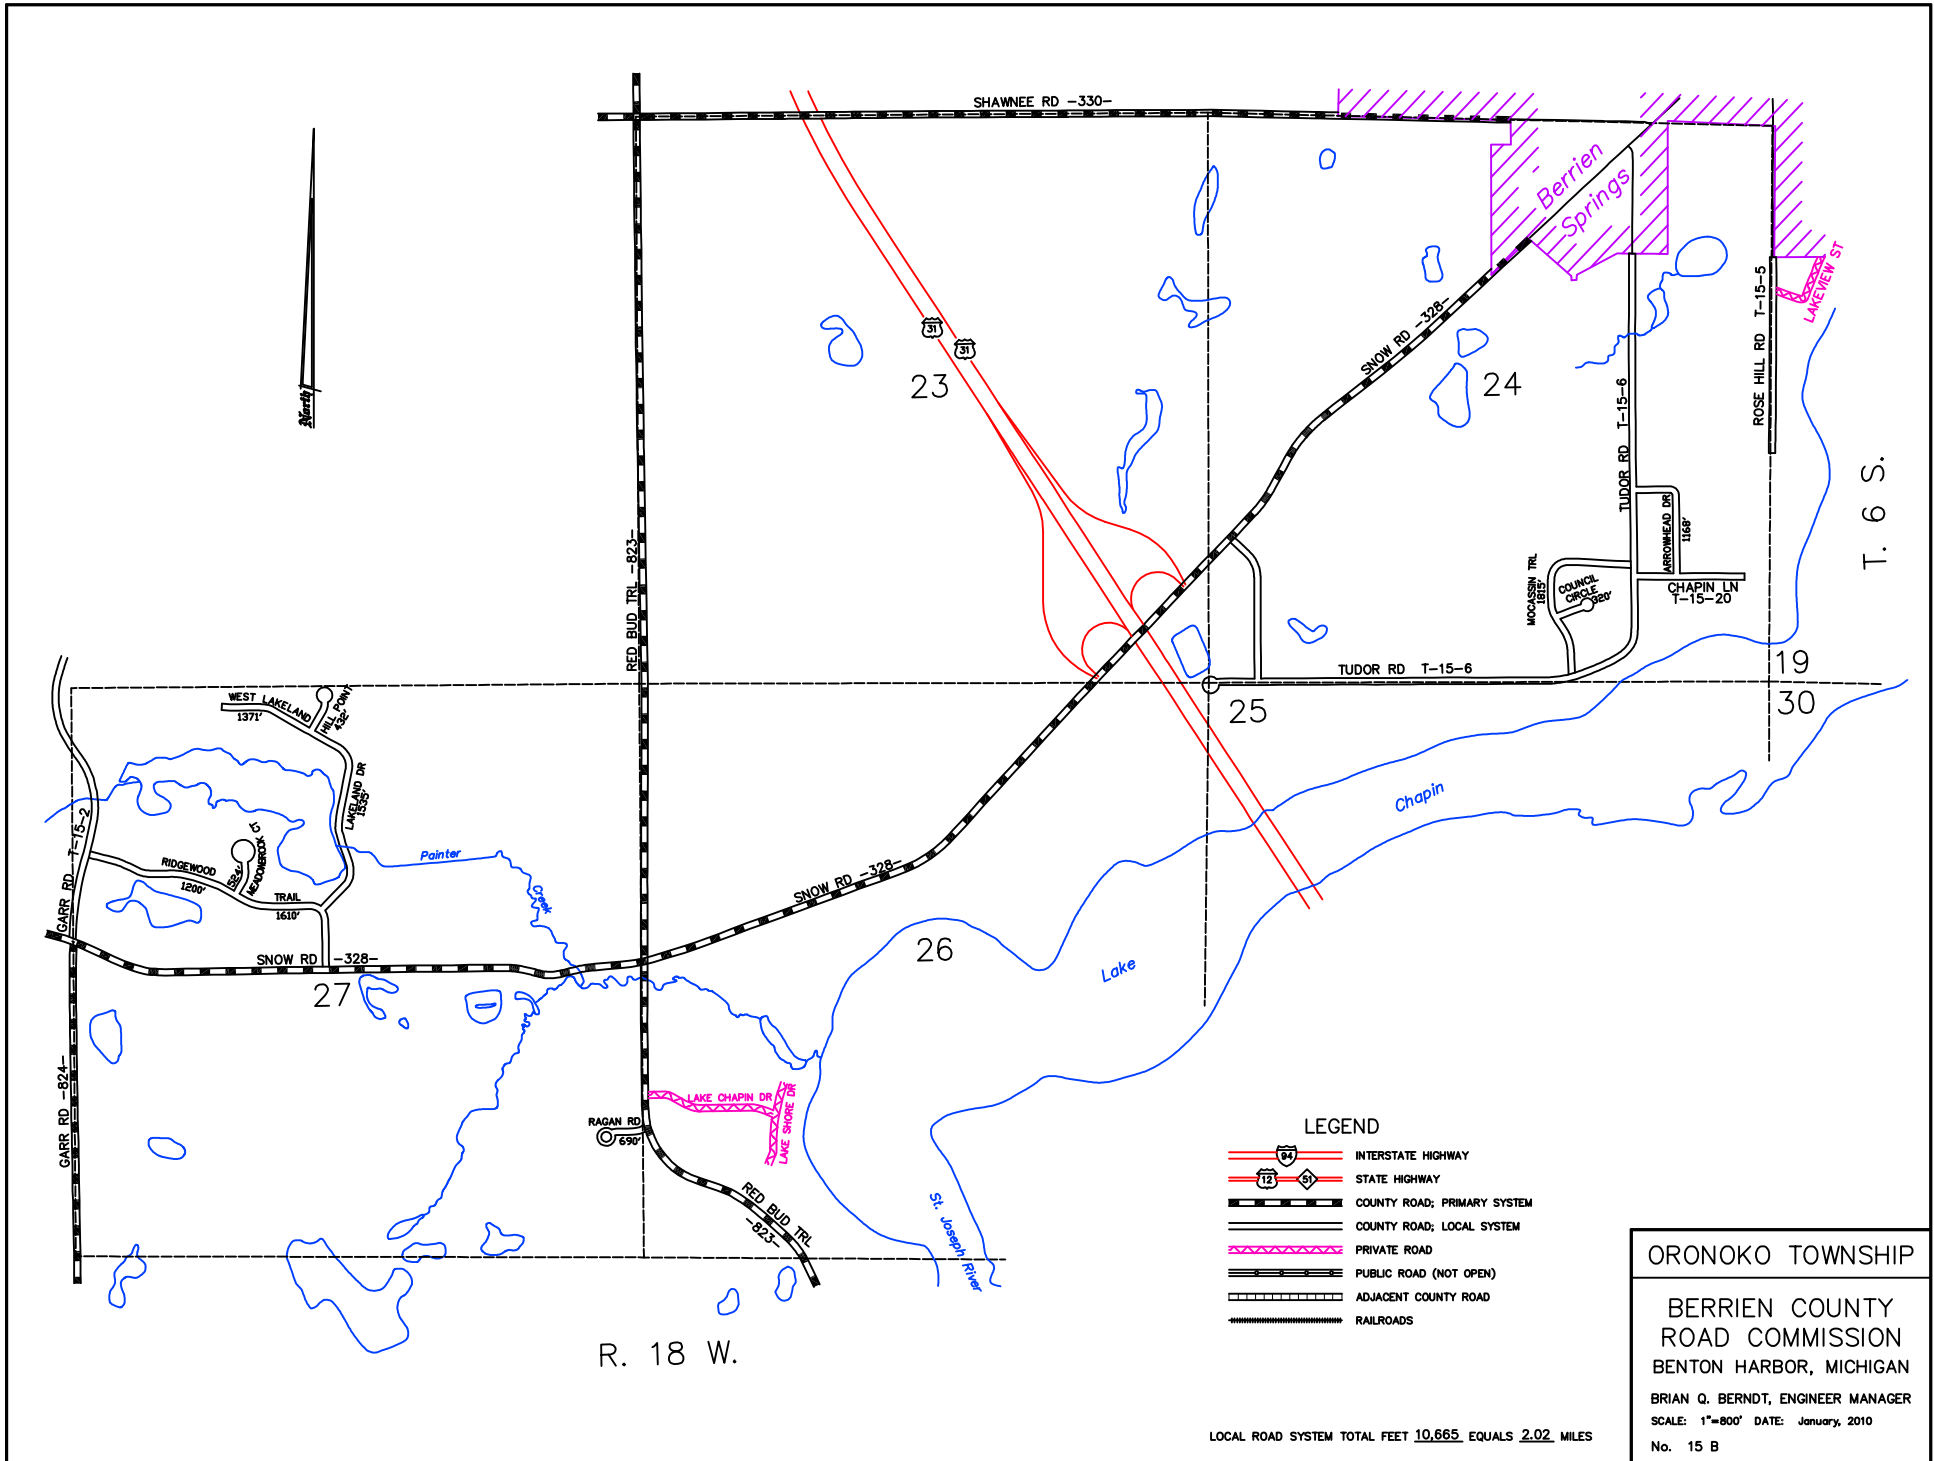 SHAWNEE RD -330-
Berrien
Springs
LAKEVIEW ST
ROSE HILL RD T-15-5
SNOW RD -328-
31
31
23
24
North
TUDOR RD T-15-6
T. 6 S.
ARROWHEAD DR
1168'
RED BUD TRL -823-
MOCASSIN TRL
1815'
COUNCIL
CIRCLE
320'
CHAPIN LN
T-15-20
19
TUDOR RD T-15-6
25
30
WEST LAKELAND
1371'
HILL POINT
432'
LAKELAND DR
1535'
Chapin
GARR RD T-15-2
MEADOWBROOK CT
524'
RIDGEWOOD
1200'
TRAIL
1610'
Painter
Creek
SNOW RD -328-
26
Lake
SNOW RD -328-
27
GARR RD -824-
LAKE CHAPIN DR
LAKE SHORE DR
RAGAN RD
690'
RED BUD TRL
-823-
St. Joseph River
R. 18 W.
LEGEND
94 INTERSTATE HIGHWAY
12 51 STATE HIGHWAY
COUNTY ROAD; PRIMARY SYSTEM
COUNTY ROAD; LOCAL SYSTEM
PRIVATE ROAD
PUBLIC ROAD (NOT OPEN)
ADJACENT COUNTY ROAD
RAILROADS
LOCAL ROAD SYSTEM TOTAL FEET 10,665 EQUALS 2.02 MILES
ORONOKO TOWNSHIP
BERRIEN COUNTY
ROAD COMMISSION
BENTON HARBOR, MICHIGAN
BRIAN Q. BERNDT, ENGINEER MANAGER
SCALE: 1"=800' DATE: January, 2010
No. 15 B